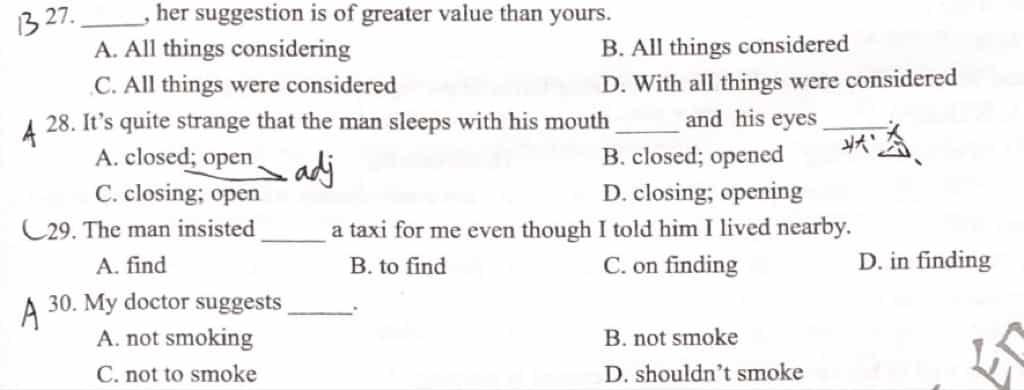 B 27. ______, her suggestion is of greater value than yours.
A. All things considering B. All things considered
C. All things were considered D. With all things were considered
A 28. It's quite strange that the man sleeps with his mouth ______ and his eyes ______
A. closed; open adj B. closed; opened 状态、
C. closing; open D. closing; opening
C 29. The man insisted ______ a taxi for me even though I told him I lived nearby.
A. find B. to find C. on finding D. in finding
A 30. My doctor suggests ______.
A. not smoking B. not smoke
C. not to smoke D. shouldn't smoke